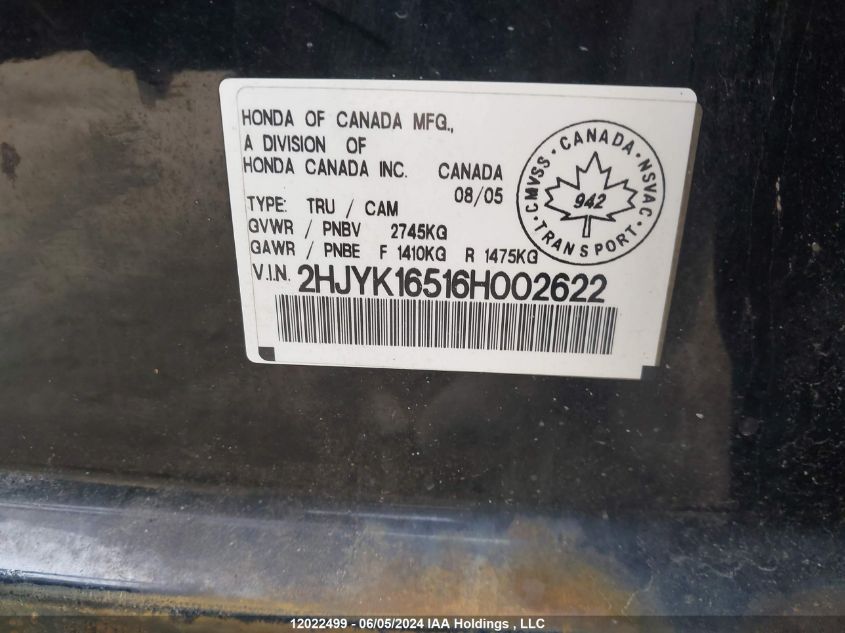 HONDA OF CANADA MFG.,
A DIVISION OF
HONDA CANADA INC. CANADA
08/05
TYPE: TRU / CAM
GVWR / PNBV 2745KG
GAWR / PNBE F 1410KG R 1475KG
V.I.N. 2HJYK16516H002622
CMVSS · CANADA · NSVAC · TRANSPORT ·
942
12022499 - 06/05/2024 IAA Holdings , LLC